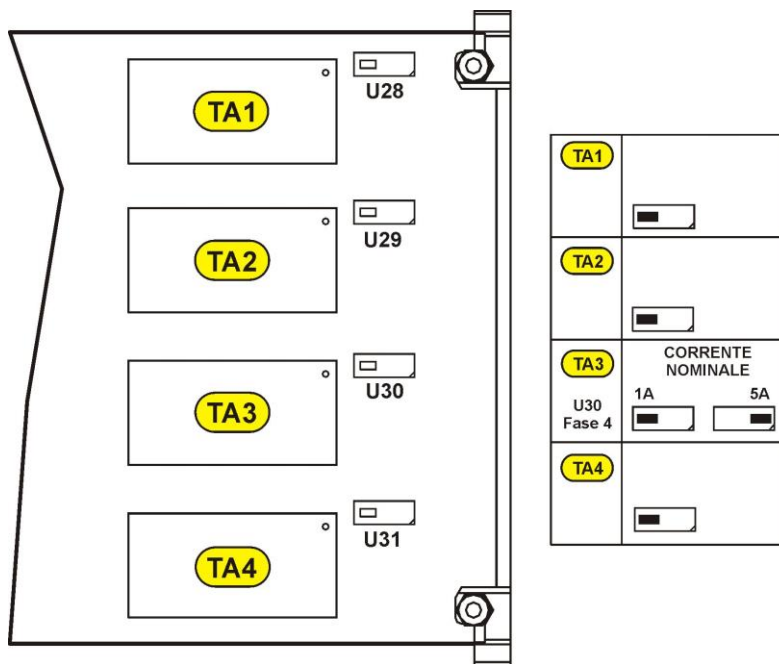 TA1
U28
TA2
U29
TA3
U30
TA4
U31
TA1
TA2
TA3
U30
Fase 4
CORRENTE
NOMINALE
1A 5A
TA4